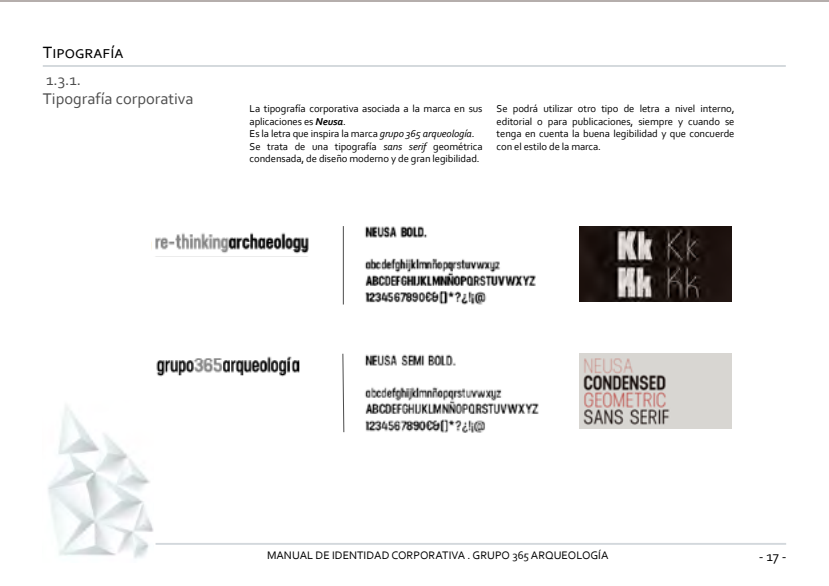 TIPOGRAFÍA
1.3.1.
Tipografía corporativa
La tipografía corporativa asociada a la marca en sus
aplicaciones es Neusa.
Es la letra que inspira la marca grupo 365 arqueología.
Se trata de una tipografía sans serif geométrica
condensada, de diseño moderno y de gran legibilidad.
Se podrá utilizar otro tipo de letra a nivel interno,
editorial o para publicaciones, siempre y cuando se
tenga en cuenta la buena legibilidad y que concuerde
con el estilo de la marca.
re-thinkingarchaeology
NEUSA BOLD.
abcdefghijklmnñopqrstuvwxyz
ABCDEFGHIJKLMNÑOPQRSTUVWXYZ
1234567890€&[]*?¿!¡@
Kk Kk
Kk Kk
grupo365arqueología
NEUSA SEMI BOLD.
abcdefghijklmnñopqrstuvwxyz
ABCDEFGHIJKLMNÑOPQRSTUVWXYZ
1234567890€&[]*?¿!¡@
NEUSA
CONDENSED
GEOMETRIC
SANS SERIF
MANUAL DE IDENTIDAD CORPORATIVA . GRUPO 365 ARQUEOLOGÍA
- 17 -